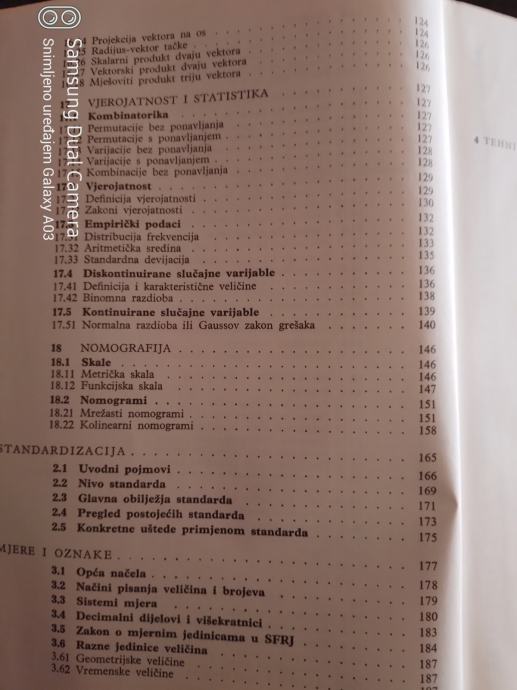 Projekcija vektora na os 124
Radijus-vektor tačke 124
Skalarni produkt dvaju vektora 126
Vektorski produkt dvaju vektora 126
Mješoviti produkt triju vektora 126
VJEROJATNOST I STATISTIKA 127
Kombinatorika 127
Permutacije bez ponavljanja 127
Permutacije s ponavljanjem 127
Varijacije bez ponavljanja 128
Varijacije s ponavljanjem 128
Kombinacije bez ponavljanja 129
Vjerojatnost 129
Definicija vjerojatnosti 130
Zakoni vjerojatnosti 132
Empirički podaci 132
Distribucija frekvencija 133
17.32 Aritmetička sredina 135
17.33 Standardna devijacija
17.4 Diskontinuirane slučajne varijable 136
17.41 Definicija i karakteristične veličine 136
17.42 Binomna razdioba 138
17.5 Kontinuirane slučajne varijable 139
17.51 Normalna razdioba ili Gaussov zakon grešaka 140
18 NOMOGRAFIJA 146
18.1 Skale 146
18.11 Metrička skala 146
18.12 Funkcijska skala 147
18.2 Nomogrami 151
18.21 Mrežasti nomogrami 151
18.22 Kolinearni nomogrami 158
STANDARDIZACIJA 165
2.1 Uvodni pojmovi 166
2.2 Nivo standarda 169
2.3 Glavna obilježja standarda 171
2.4 Pregled postojećih standarda 173
2.5 Konkretne uštede primjenom standarda 175
MJERE I OZNAKE 177
3.1 Opća načela 178
3.2 Načini pisanja veličina i brojeva 179
3.3 Sistemi mjera 180
3.4 Decimalni dijelovi i višekratnici 183
3.5 Zakon o mjernim jedinicama u SFRJ 184
3.6 Razne jedinice veličina 187
3.61 Geometrijske veličine 187
3.62 Vremenske veličine
4 TEHNI
Samsung Dual Camera
Snimljeno uređajem Galaxy A03